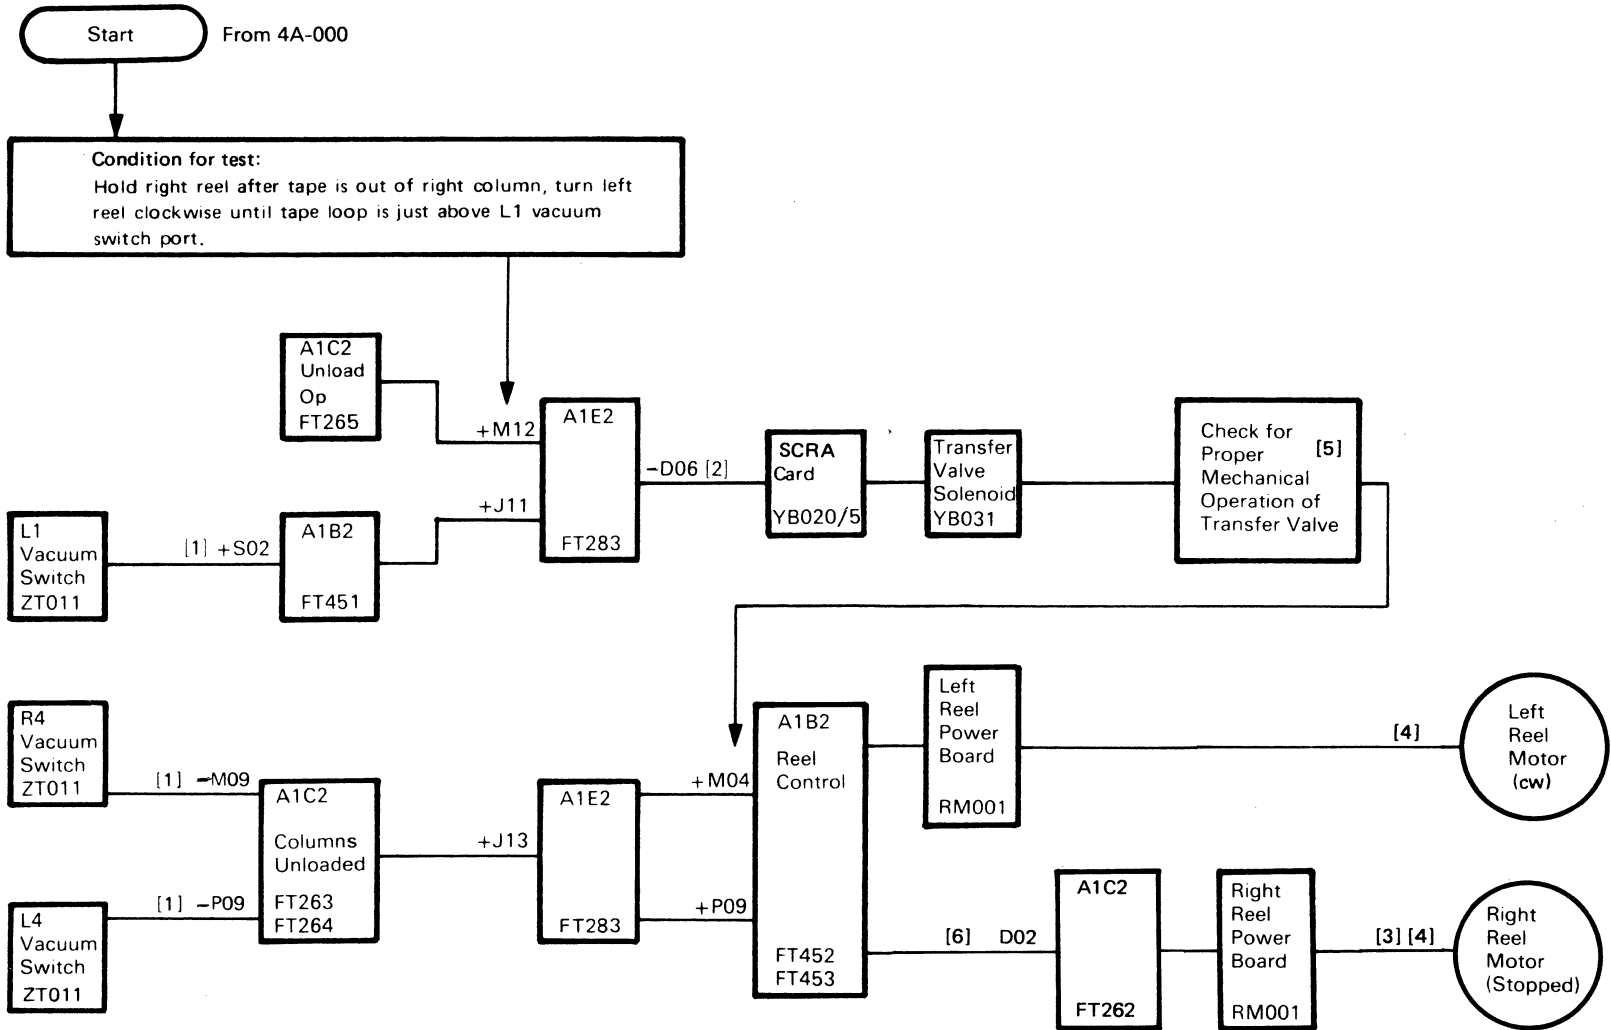 Start
From 4A-000
Condition for test:
Hold right reel after tape is out of right column, turn left
reel clockwise until tape loop is just above L1 vacuum
switch port.
A1C2
Unload
Op
FT265
+M12
A1E2
FT283
+J11
L1
Vacuum
Switch
ZT011
[1] +S02
A1B2
FT451
-D06 [2]
SCRA
Card
YB020/5
Transfer
Valve
Solenoid
YB031
Check for
Proper [5]
Mechanical
Operation of
Transfer Valve
R4
Vacuum
Switch
ZT011
[1] -M09
L4
Vacuum
Switch
ZT011
[1] -P09
A1C2
Columns
Unloaded
FT263
FT264
+J13
A1E2
FT283
+M04
+P09
A1B2
Reel
Control
FT452
FT453
Left
Reel
Power
Board
RM001
[4]
Left
Reel
Motor
(cw)
[6] D02
A1C2
FT262
Right
Reel
Power
Board
RM001
[3] [4]
Right
Reel
Motor
(Stopped)